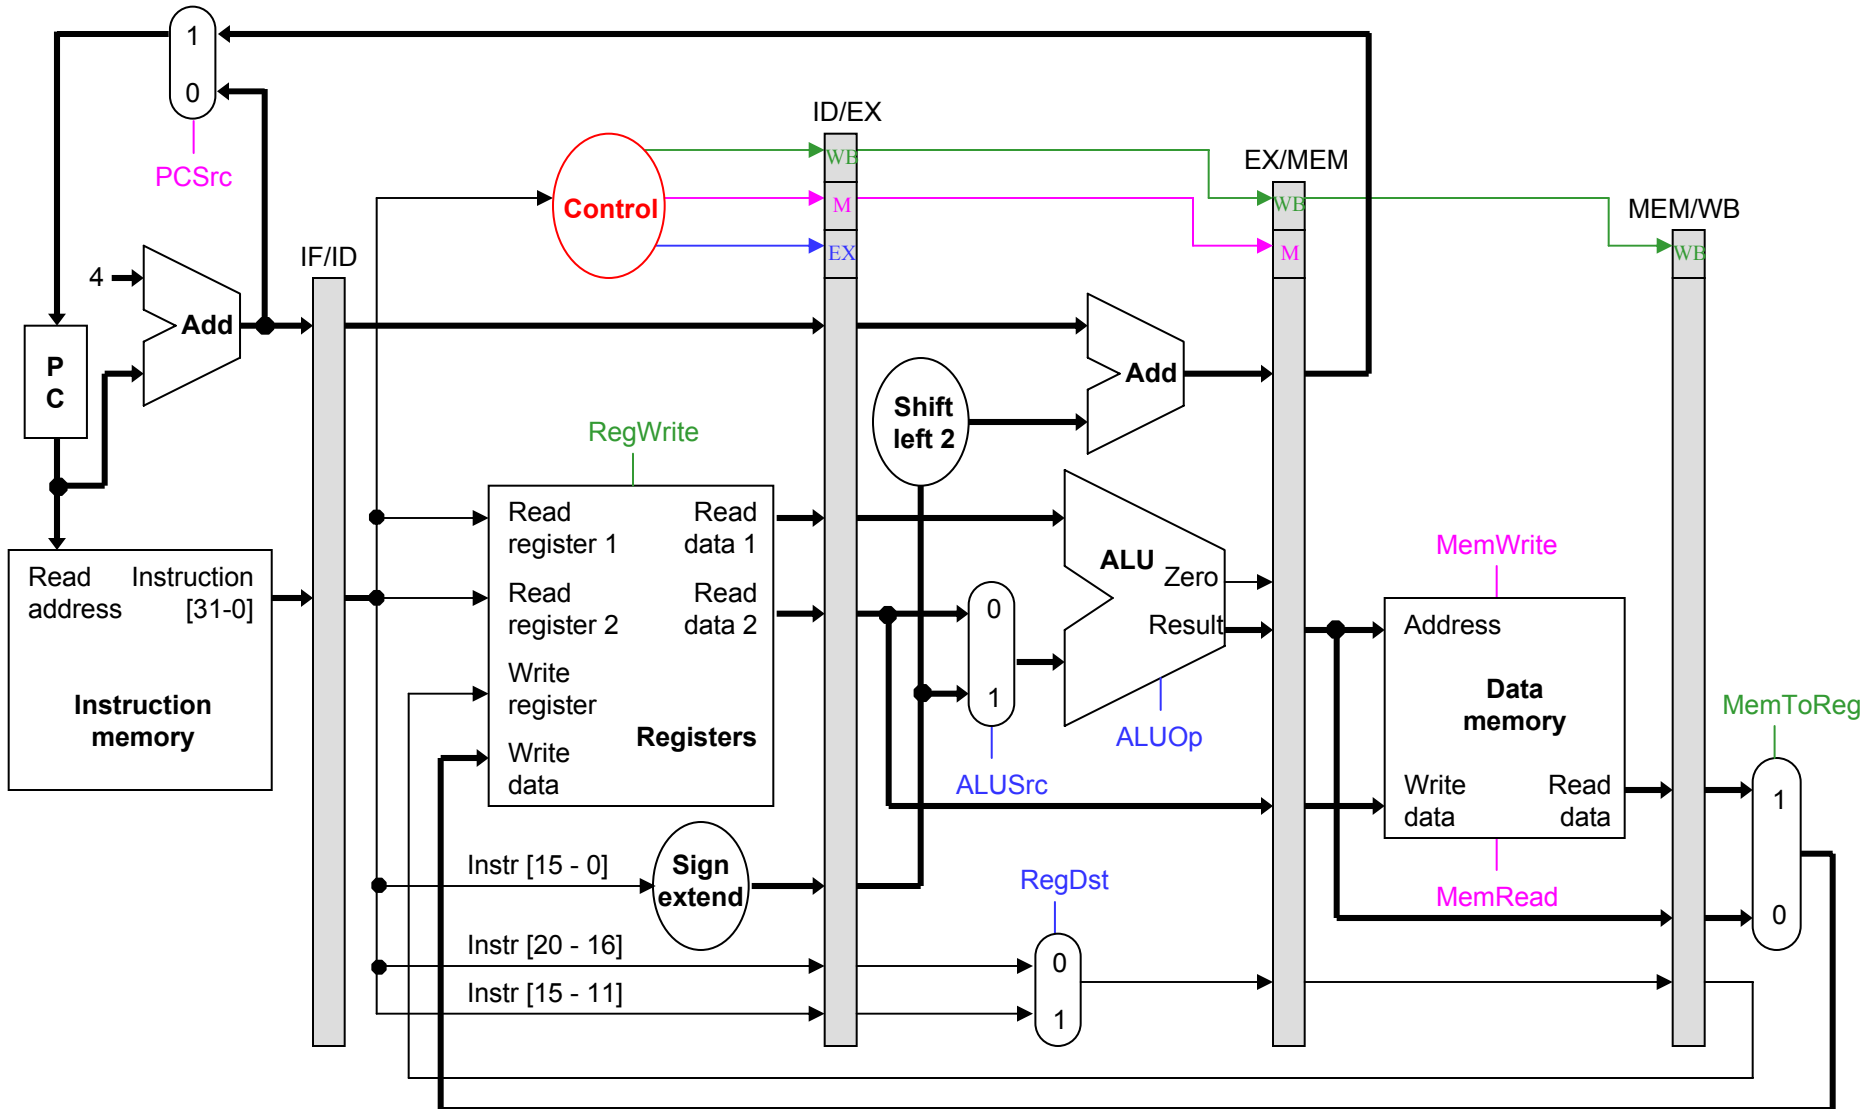 1
0
PCSrc
ID/EX
WB
M
EX
Control
EX/MEM
WB
M
MEM/WB
WB
IF/ID
4
Add
P
C
Add
Shift
left 2
RegWrite
Read
register 1
Read
data 1
Read
register 2
Read
data 2
Write
register
Write
data
Registers
Read
address
Instruction
[31-0]
Instruction
memory
ALU
Zero
Result
0
1
ALUSrc
ALUOp
MemWrite
Address
Data
memory
Write
data
Read
data
MemRead
MemToReg
1
0
Instr [15 - 0]
Sign
extend
RegDst
Instr [20 - 16]
Instr [15 - 11]
0
1